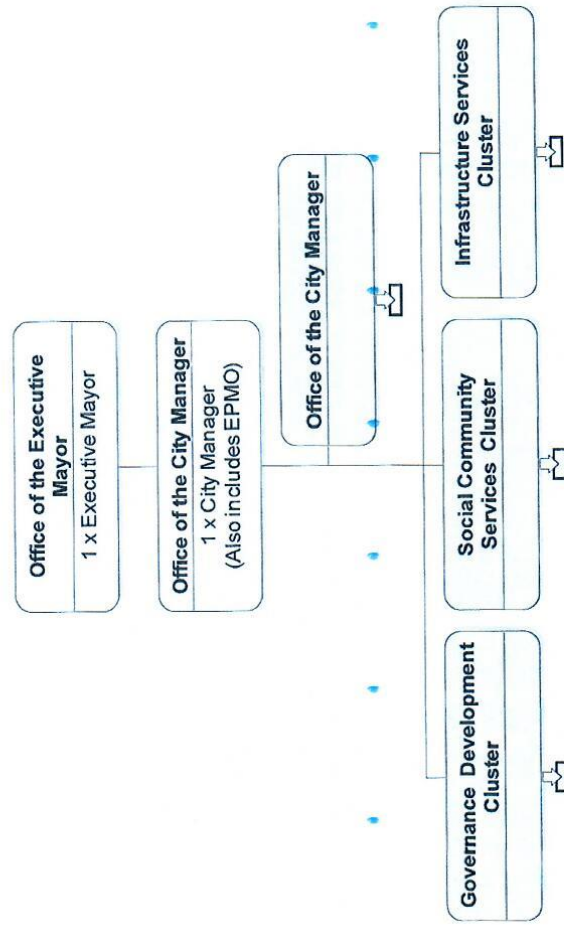 Office of the Executive
Mayor
1 x Executive Mayor
Office of the City Manager
1 x City Manager
(Also includes EPMO)
Office of the City Manager
Governance Development
Cluster
Social Community
Services Cluster
Infrastructure Services
Cluster